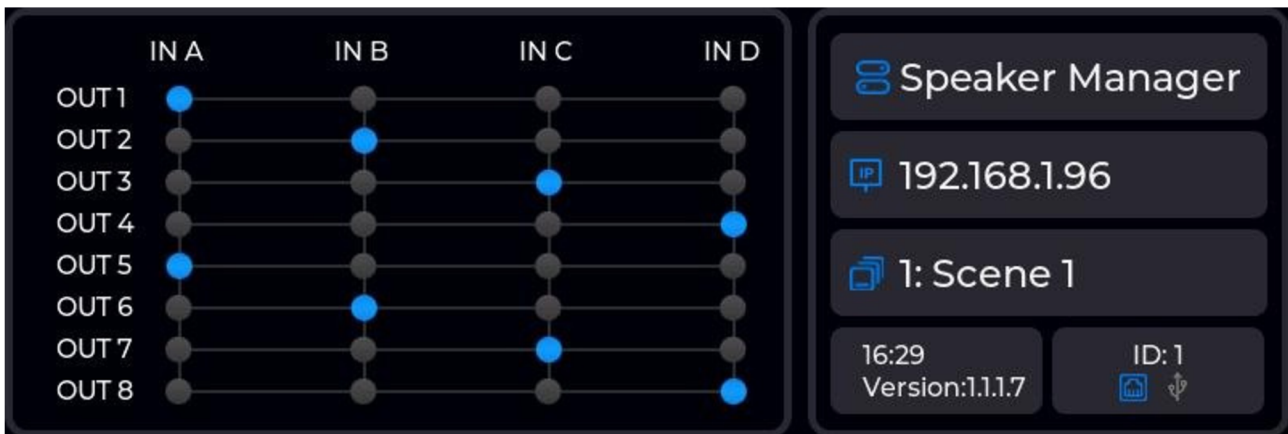 IN A IN B IN C IN D
OUT 1
OUT 2
OUT 3
OUT 4
OUT 5
OUT 6
OUT 7
OUT 8
Speaker Manager
IP 192.168.1.96
1: Scene 1
16:29
Version:1.1.1.7
ID: 1